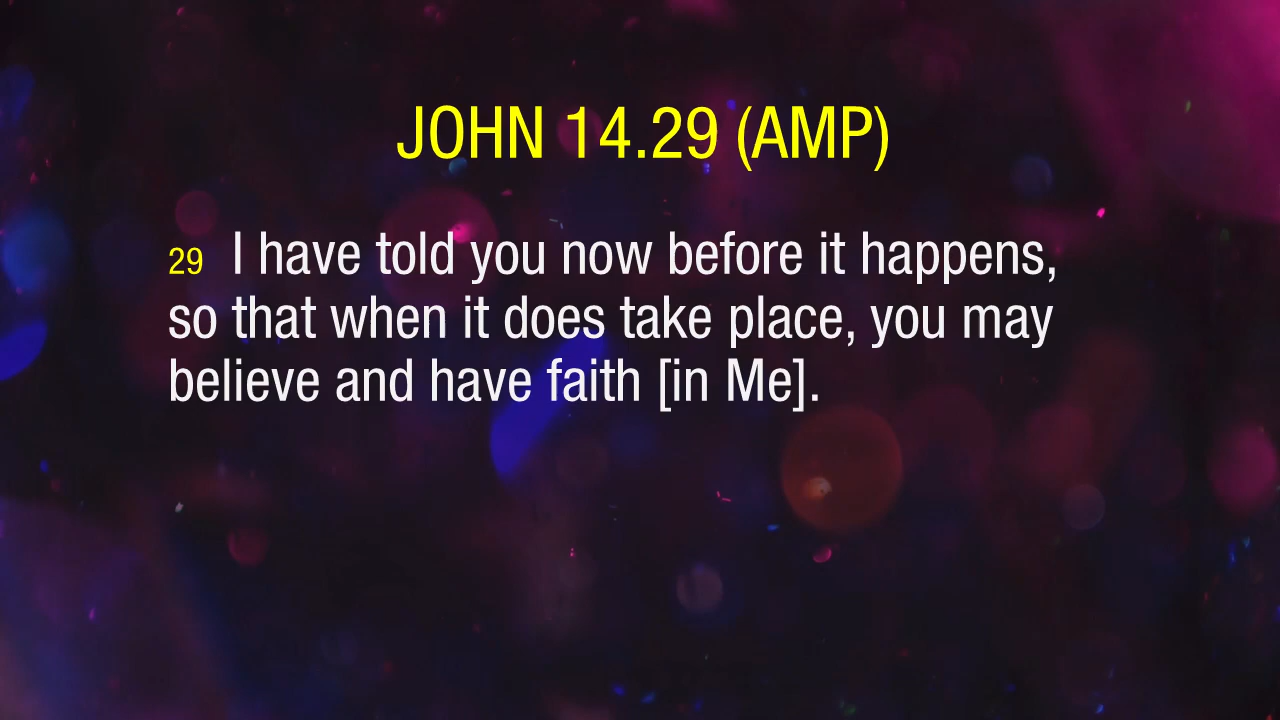 JOHN 14.29 (AMP)
29 I have told you now before it happens,
so that when it does take place, you may
believe and have faith [in Me].